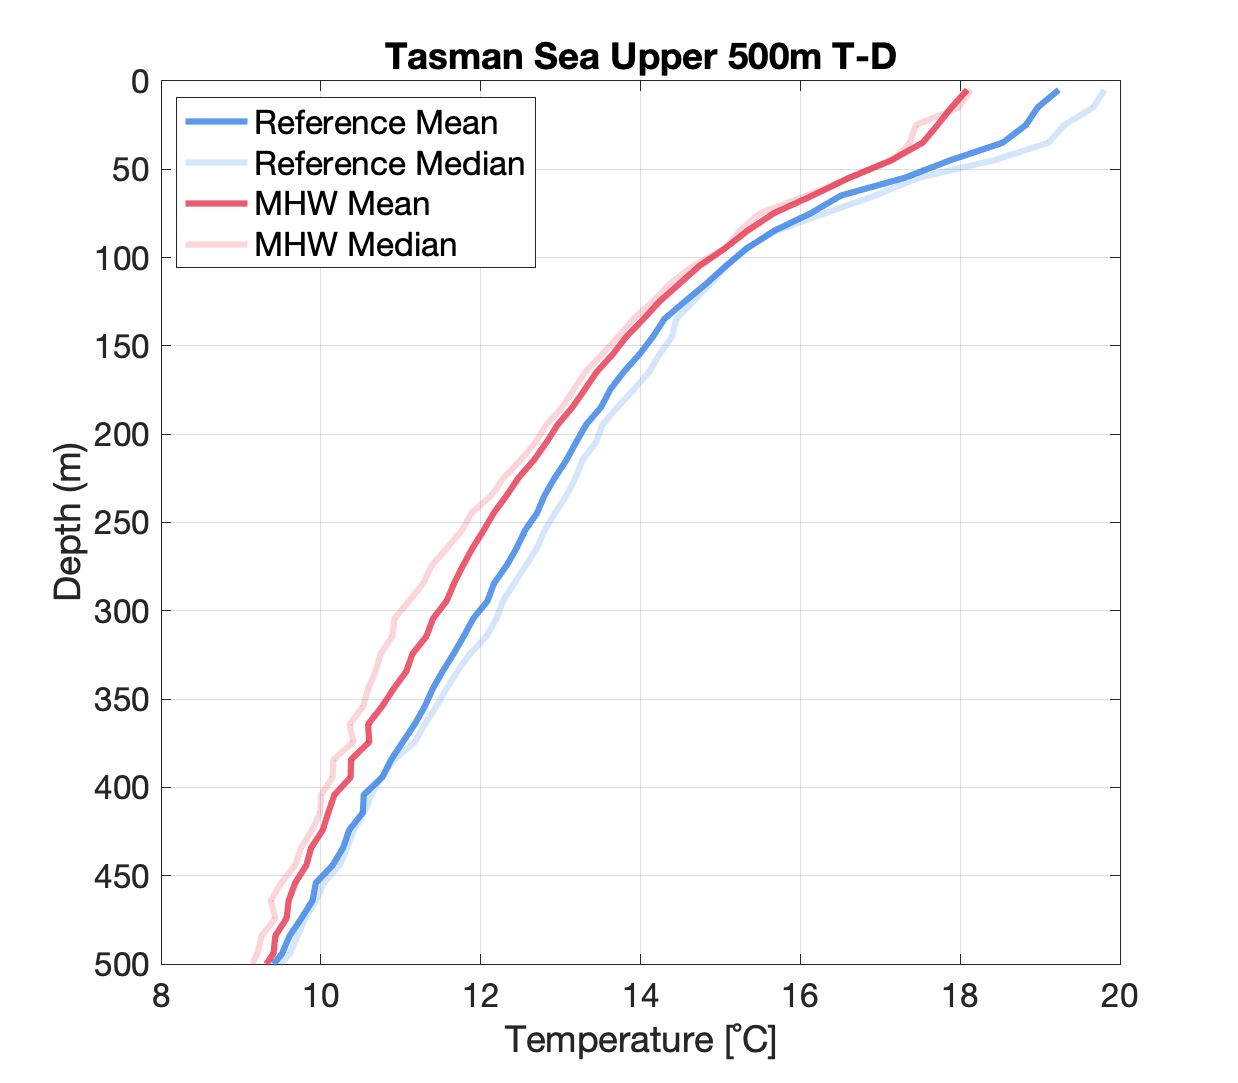 Tasman Sea Upper 500m T-D
0
50
100
150
200
250
300
350
400
450
500
Depth (m)
Reference Mean
Reference Median
MHW Mean
MHW Median
8 10 12 14 16 18 20
Temperature [°C]